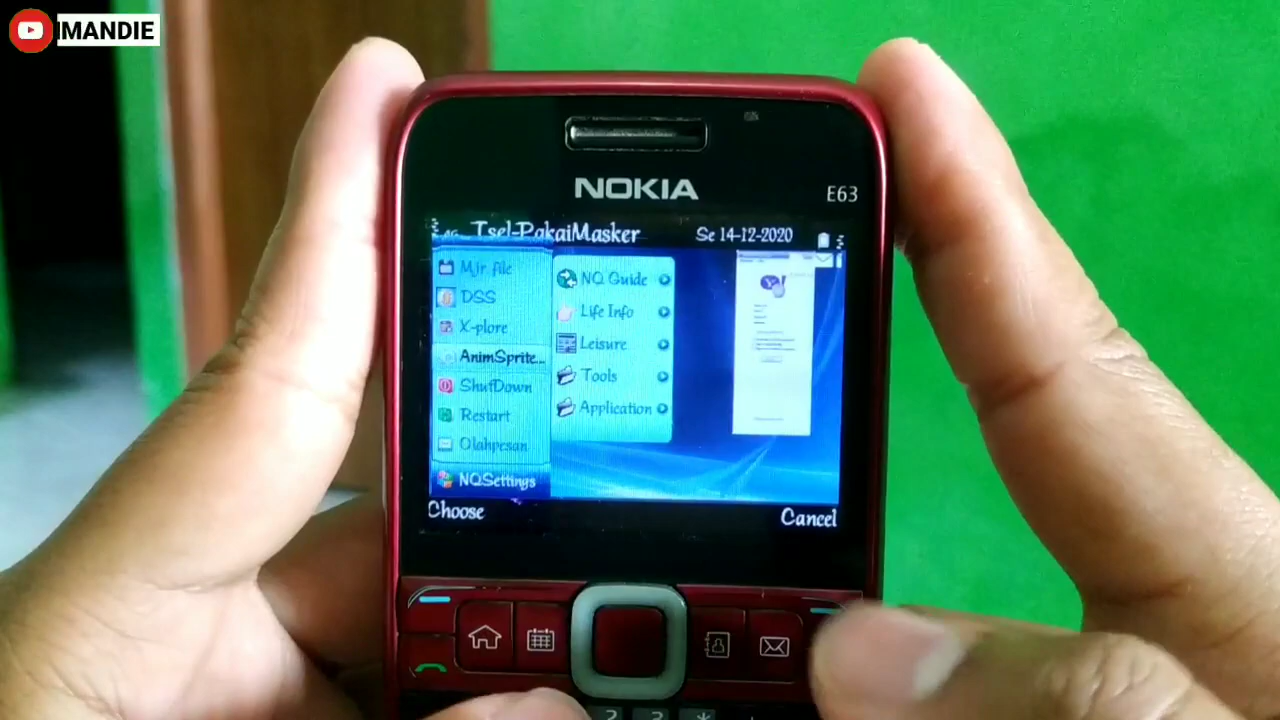 IMANDIE
NOKIA
E63
Tsel-PakaiMasker
Se 14-12-2020
Mjr file
DSS
X-plore
AnimSprite...
ShutDown
Restart
Olahpesan
NQSettings
NQ Guide
Life Info
Leisure
Tools
Application
Choose
Cancel